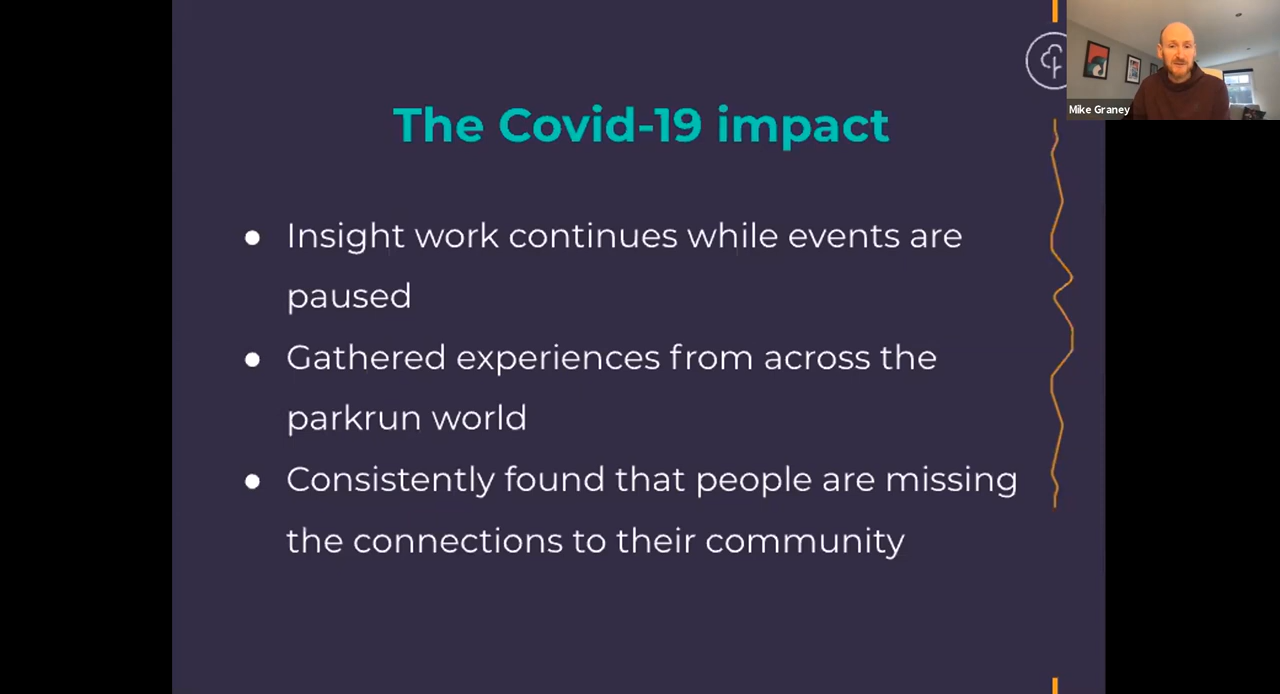 The Covid-19 impact
Mike Graney
● Insight work continues while events are
paused
● Gathered experiences from across the
parkrun world
● Consistently found that people are missing
the connections to their community